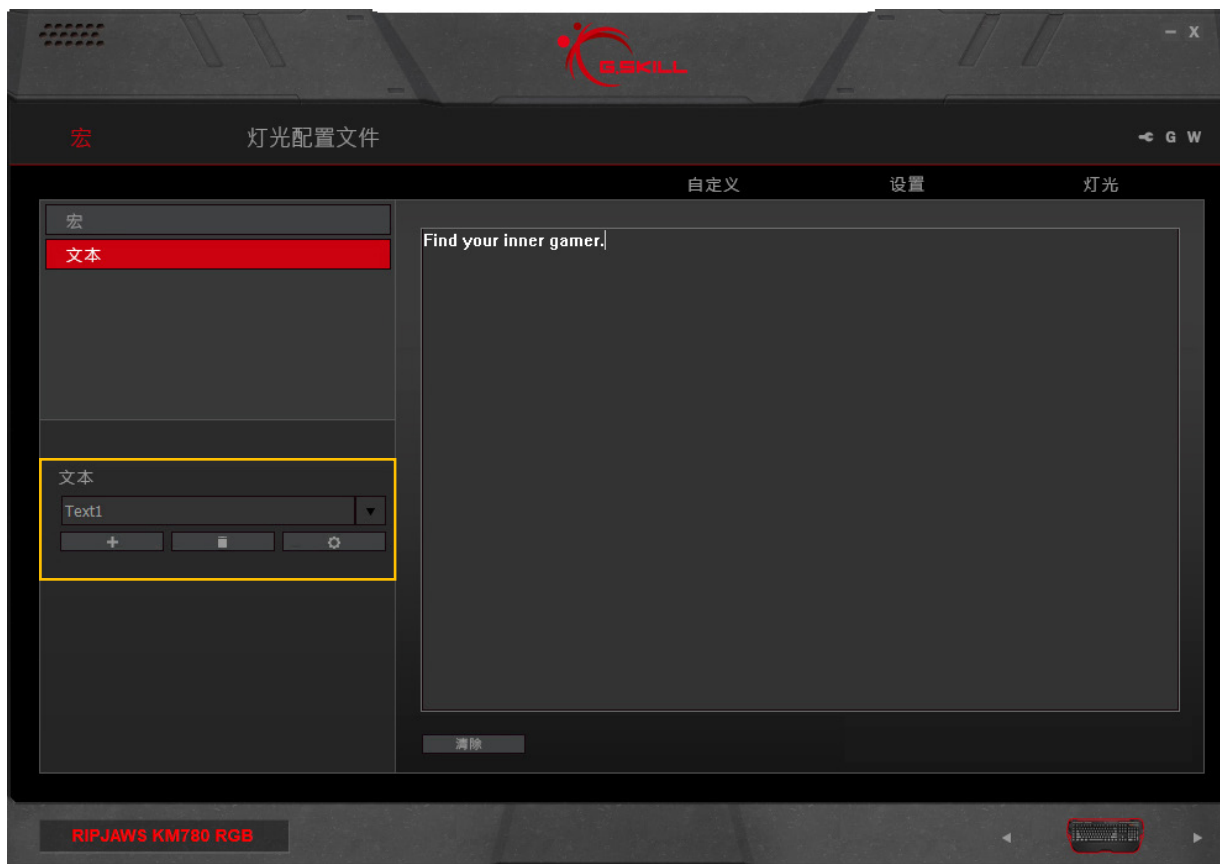 G.SKILL
– X
宏 灯光配置文件 G W
自定义 设置 灯光
宏
文本
Find your inner gamer.
文本
Text1
清除
RIPJAWS KM780 RGB